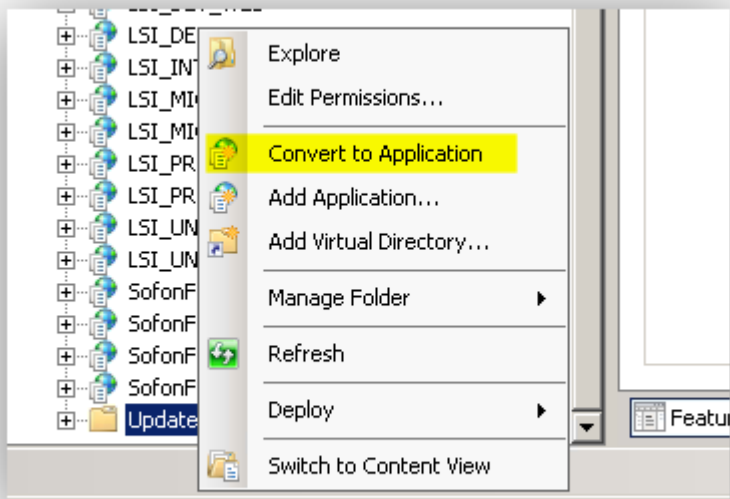 LSI_DE
LSI_INT
LSI_MI
LSI_MI
LSI_PR
LSI_PR
LSI_UN
LSI_UN
SofonF
SofonF
SofonF
SofonF
Update
Explore
Edit Permissions...
Convert to Application
Add Application...
Add Virtual Directory...
Manage Folder
Refresh
Deploy
Switch to Content View
Featur